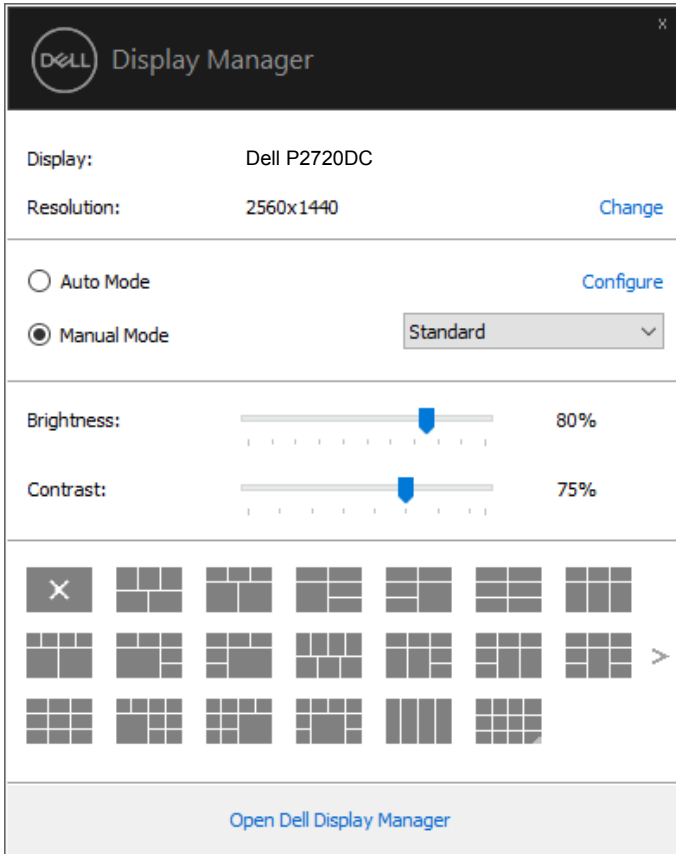 x
DELL Display Manager
Display: Dell P2720DC
Resolution: 2560x1440 Change
Auto Mode Configure
Manual Mode Standard
Brightness: 80%
Contrast: 75%
>
Open Dell Display Manager